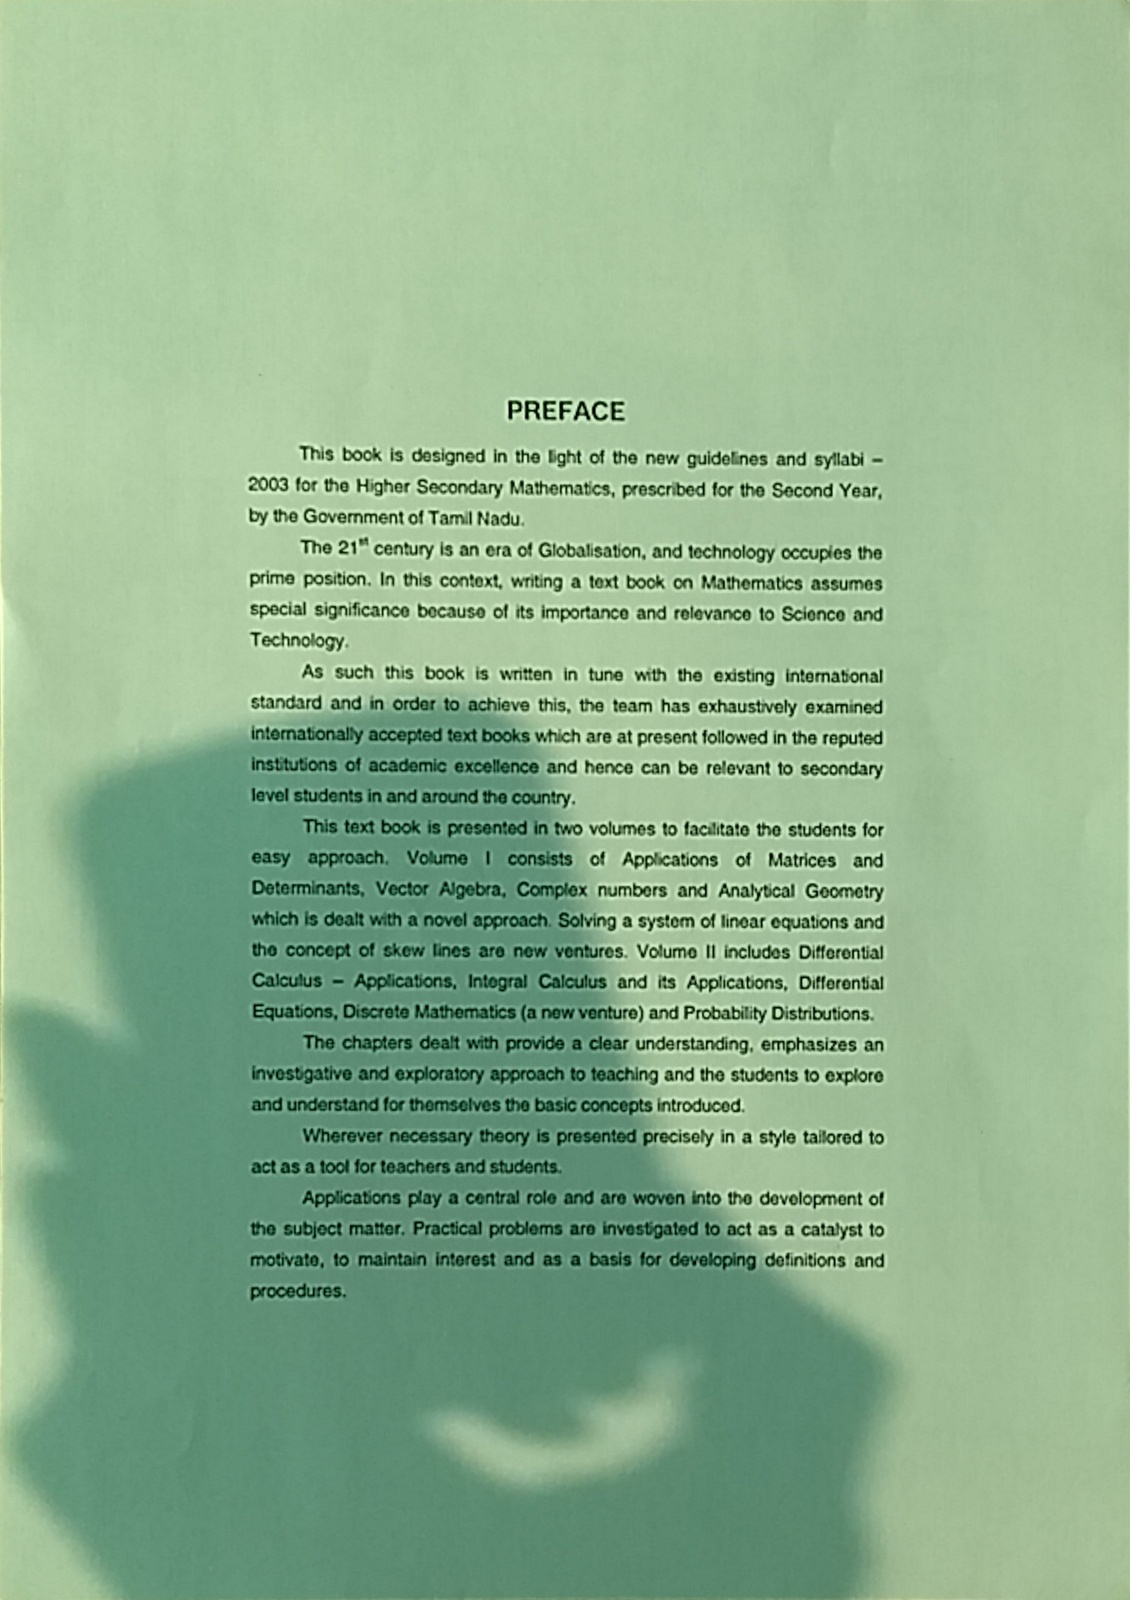 PREFACE
This book is designed in the light of the new guidelines and syllabi –
2003 for the Higher Secondary Mathematics, prescribed for the Second Year,
by the Government of Tamil Nadu.
The 21st century is an era of Globalisation, and technology occupies the
prime position. In this context, writing a text book on Mathematics assumes
special significance because of its importance and relevance to Science and
Technology.
As such this book is written in tune with the existing international
standard and in order to achieve this, the team has exhaustively examined
internationally accepted text books which are at present followed in the reputed
institutions of academic excellence and hence can be relevant to secondary
level students in and around the country.
This text book is presented in two volumes to facilitate the students for
easy approach. Volume I consists of Applications of Matrices and
Determinants, Vector Algebra, Complex numbers and Analytical Geometry
which is dealt with a novel approach. Solving a system of linear equations and
the concept of skew lines are new ventures. Volume II includes Differential
Calculus – Applications, Integral Calculus and its Applications, Differential
Equations, Discrete Mathematics (a new venture) and Probability Distributions.
The chapters dealt with provide a clear understanding, emphasizes an
investigative and exploratory approach to teaching and the students to explore
and understand for themselves the basic concepts introduced.
Wherever necessary theory is presented precisely in a style tailored to
act as a tool for teachers and students.
Applications play a central role and are woven into the development of
the subject matter. Practical problems are investigated to act as a catalyst to
motivate, to maintain interest and as a basis for developing definitions and
procedures.